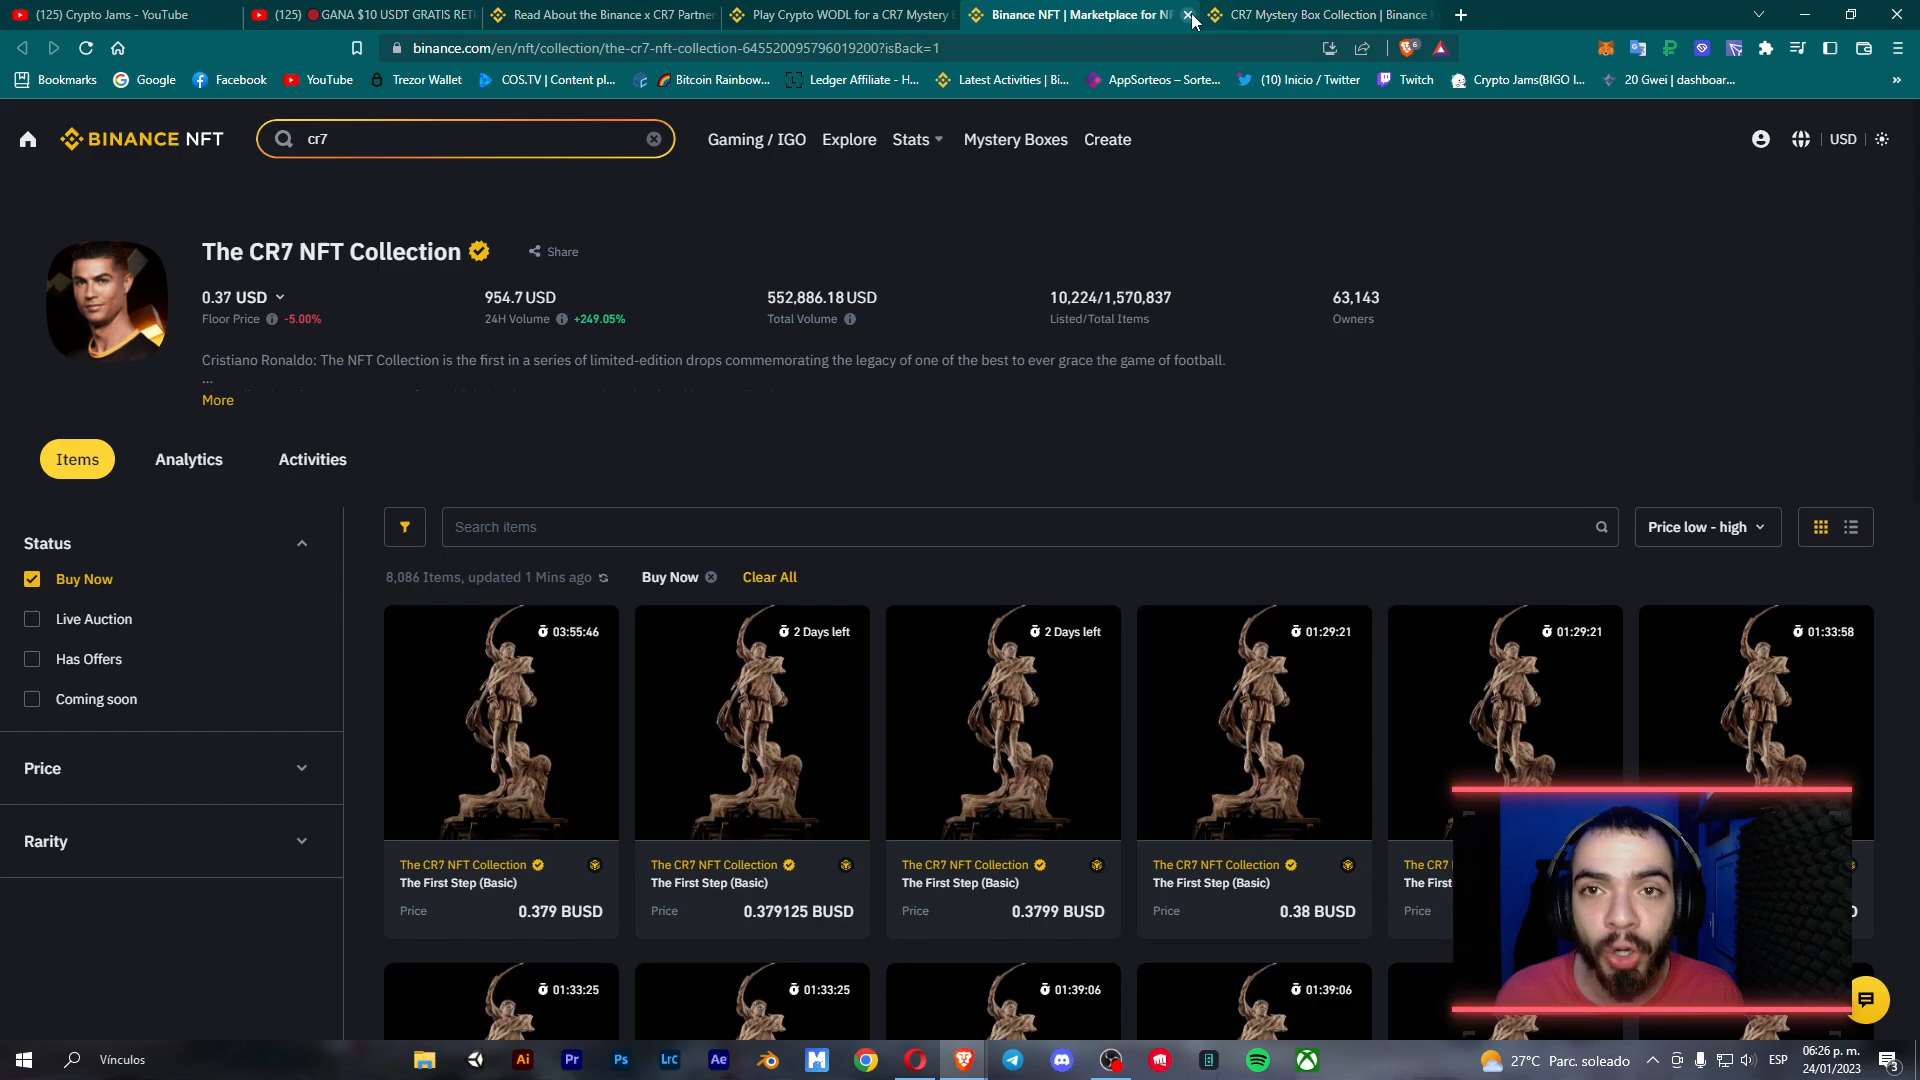 (125) Crypto Jams - YouTube
(125) 🔴GANA $10 USDT GRATIS RETI
Read About the Binance x CR7 Partner
Play Crypto WODL for a CR7 Mystery B
Binance NFT | Marketplace for NF
CR7 Mystery Box Collection | Binance
binance.com/en/nft/collection/the-cr7-nft-collection-645520095796019200?isBack=1
Bookmarks
Google
Facebook
YouTube
Trezor Wallet
COS.TV | Content pl...
🌈 Bitcoin Rainbow...
Ledger Affiliate - H...
Latest Activities | Bi...
AppSorteos – Sorte...
(10) Inicio / Twitter
Twitch
Crypto Jams(BIGO I...
20 Gwei | dashboar...
BINANCE NFT
cr7
Gaming / IGO
Explore
Stats
Mystery Boxes
Create
USD
The CR7 NFT Collection
Share
0.37 USD
954.7 USD
552,886.18 USD
10,224/1,570,837
63,143
Floor Price -5.00%
24H Volume +249.05%
Total Volume
Listed/Total Items
Owners
Cristiano Ronaldo: The NFT Collection is the first in a series of limited-edition drops commemorating the legacy of one of the best to ever grace the game of football.
...
More
Items
Analytics
Activities
Status
Buy Now
Live Auction
Has Offers
Coming soon
Price
Rarity
Search items
Price low - high
8,086 Items, updated 1 Mins ago
Buy Now
Clear All
03:55:46
2 Days left
2 Days left
01:29:21
01:29:21
01:33:58
The CR7 NFT Collection
The First Step (Basic)
Price 0.379 BUSD
The CR7 NFT Collection
The First Step (Basic)
Price 0.379125 BUSD
The CR7 NFT Collection
The First Step (Basic)
Price 0.3799 BUSD
The CR7 NFT Collection
The First Step (Basic)
Price 0.38 BUSD
The CR7
The First
Price
01:33:25
01:33:25
01:39:06
01:39:06
Vínculos
Ai
Pr
Ps
Lrc
Ae
27°C Parc. soleado
ESP
06:26 p. m.
24/01/2023
3